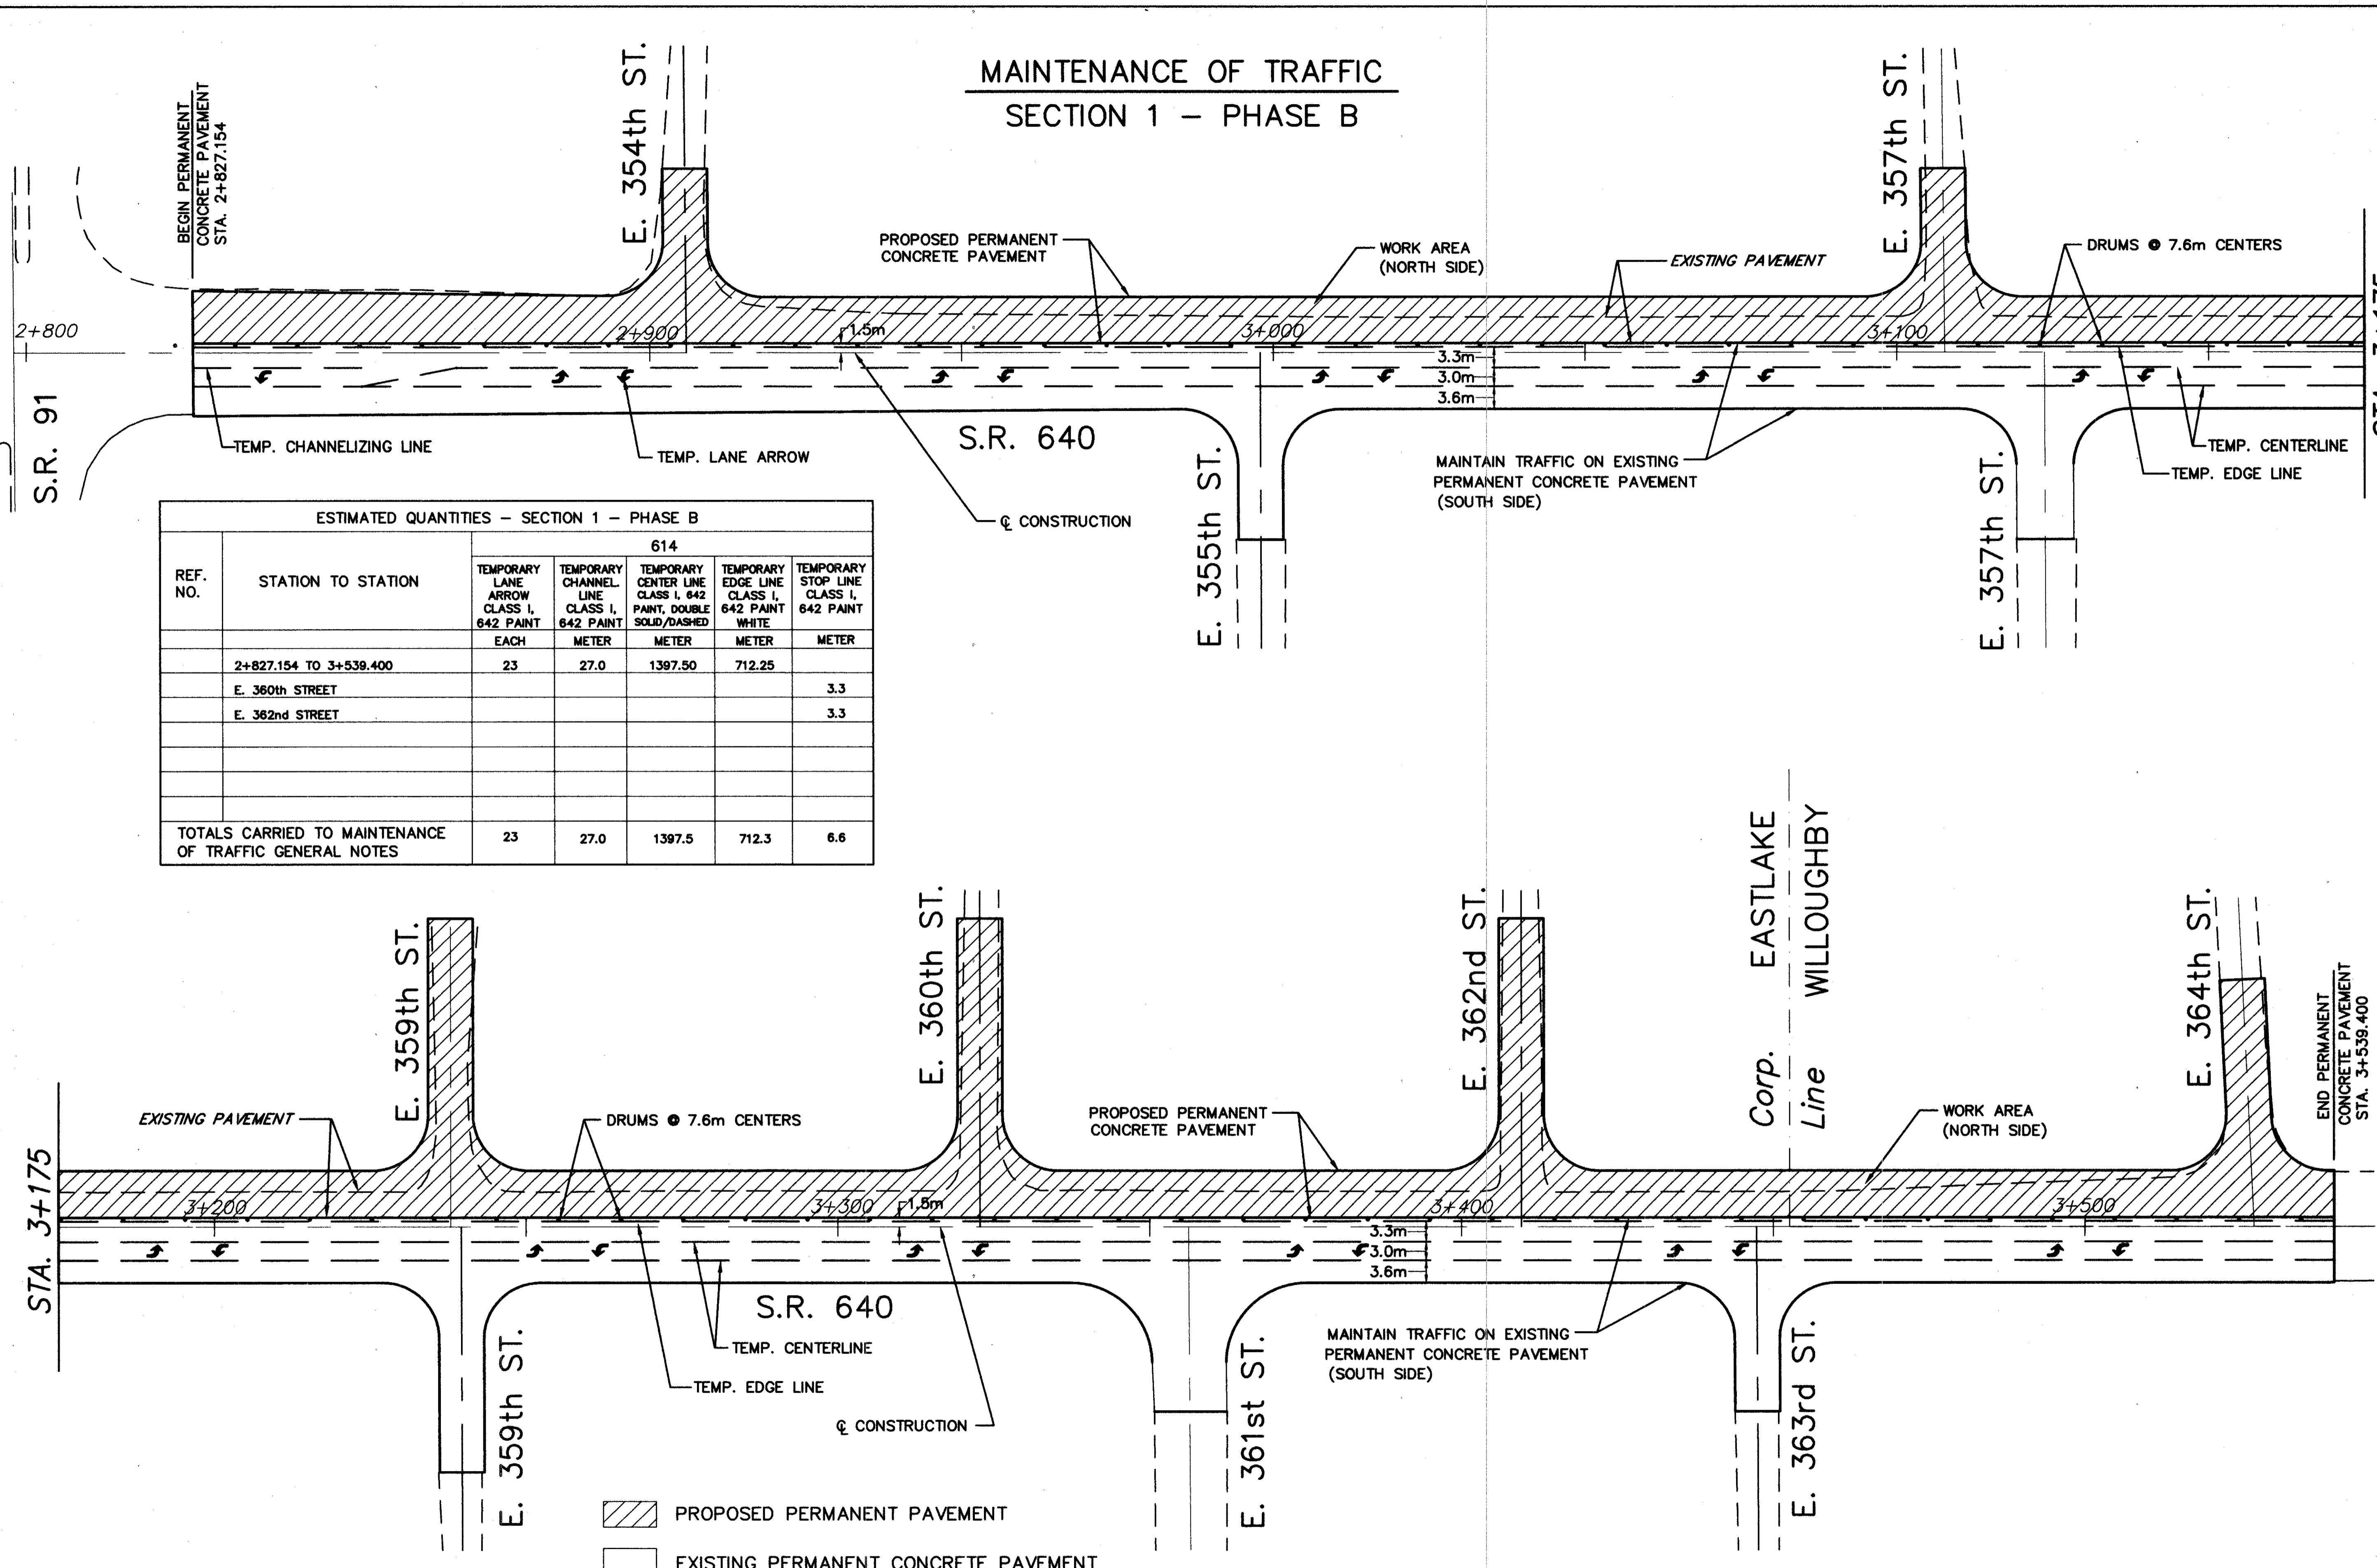 MAINTENANCE OF TRAFFIC
SECTION 1 – PHASE B
BEGIN PERMANENT
CONCRETE PAVEMENT
STA. 2+827.154
E. 354th ST.
E. 357th ST.
PROPOSED PERMANENT
CONCRETE PAVEMENT
WORK AREA
(NORTH SIDE)
EXISTING PAVEMENT
DRUMS @ 7.6m CENTERS
2+800
2+900
1.5m
3+000
3+100
3.3m
3.0m
3.6m
S.R. 91
TEMP. CHANNELIZING LINE
TEMP. LANE ARROW
S.R. 640
℄ CONSTRUCTION
E. 355th ST.
MAINTAIN TRAFFIC ON EXISTING
PERMANENT CONCRETE PAVEMENT
(SOUTH SIDE)
E. 357th ST.
TEMP. CENTERLINE
TEMP. EDGE LINE
ESTIMATED QUANTITIES – SECTION 1 – PHASE B
REF. NO.
STATION TO STATION
614
TEMPORARY LANE ARROW CLASS I, 642 PAINT
TEMPORARY CHANNEL. LINE CLASS I, 642 PAINT
TEMPORARY CENTER LINE CLASS I, 642 PAINT, DOUBLE SOLID/DASHED
TEMPORARY EDGE LINE CLASS I, 642 PAINT WHITE
TEMPORARY STOP LINE CLASS I, 642 PAINT
EACH METER METER METER METER
2+827.154 TO 3+539.400 23 27.0 1397.50 712.25
E. 360th STREET 3.3
E. 362nd STREET 3.3
TOTALS CARRIED TO MAINTENANCE
OF TRAFFIC GENERAL NOTES
23 27.0 1397.5 712.3 6.6
E. 359th ST.
E. 360th ST.
E. 362nd ST.
Corp. EASTLAKE
Line WILLOUGHBY
E. 364th ST.
END PERMANENT
CONCRETE PAVEMENT
STA. 3+539.400
STA. 3+175
EXISTING PAVEMENT
DRUMS @ 7.6m CENTERS
PROPOSED PERMANENT
CONCRETE PAVEMENT
WORK AREA
(NORTH SIDE)
3+200
3+300
1.5m
3+400
3+500
3.3m
3.0m
3.6m
S.R. 640
TEMP. CENTERLINE
TEMP. EDGE LINE
℄ CONSTRUCTION
E. 359th ST.
E. 361st ST.
MAINTAIN TRAFFIC ON EXISTING
PERMANENT CONCRETE PAVEMENT
(SOUTH SIDE)
E. 363rd ST.
PROPOSED PERMANENT PAVEMENT
EXISTING PERMANENT CONCRETE PAVEMENT